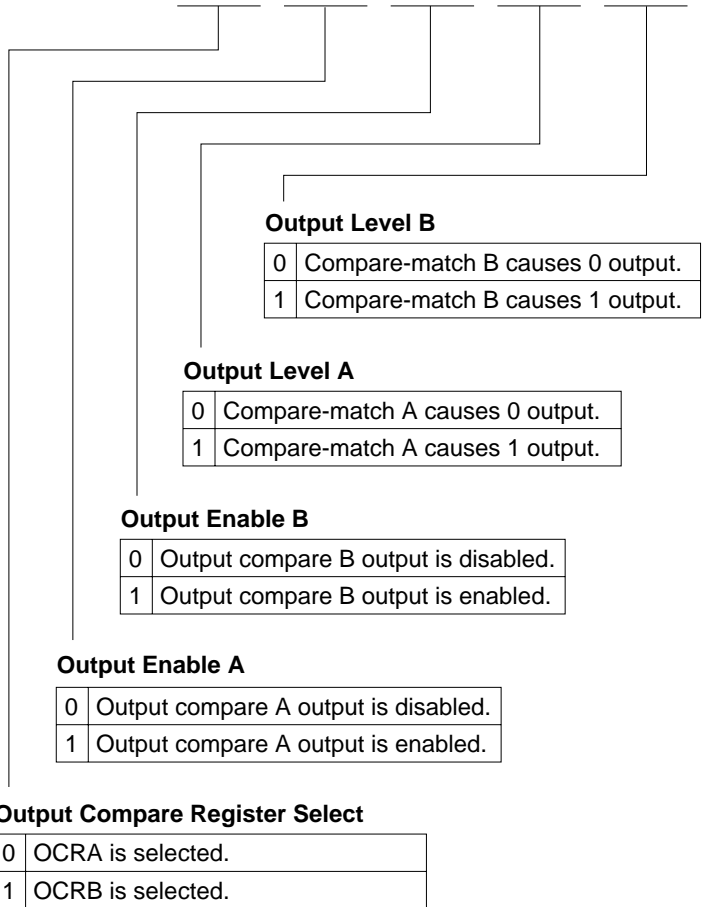 Output Level B
0 Compare-match B causes 0 output.
1 Compare-match B causes 1 output.
Output Level A
0 Compare-match A causes 0 output.
1 Compare-match A causes 1 output.
Output Enable B
0 Output compare B output is disabled.
1 Output compare B output is enabled.
Output Enable A
0 Output compare A output is disabled.
1 Output compare A output is enabled.
Output Compare Register Select
0 OCRA is selected.
1 OCRB is selected.